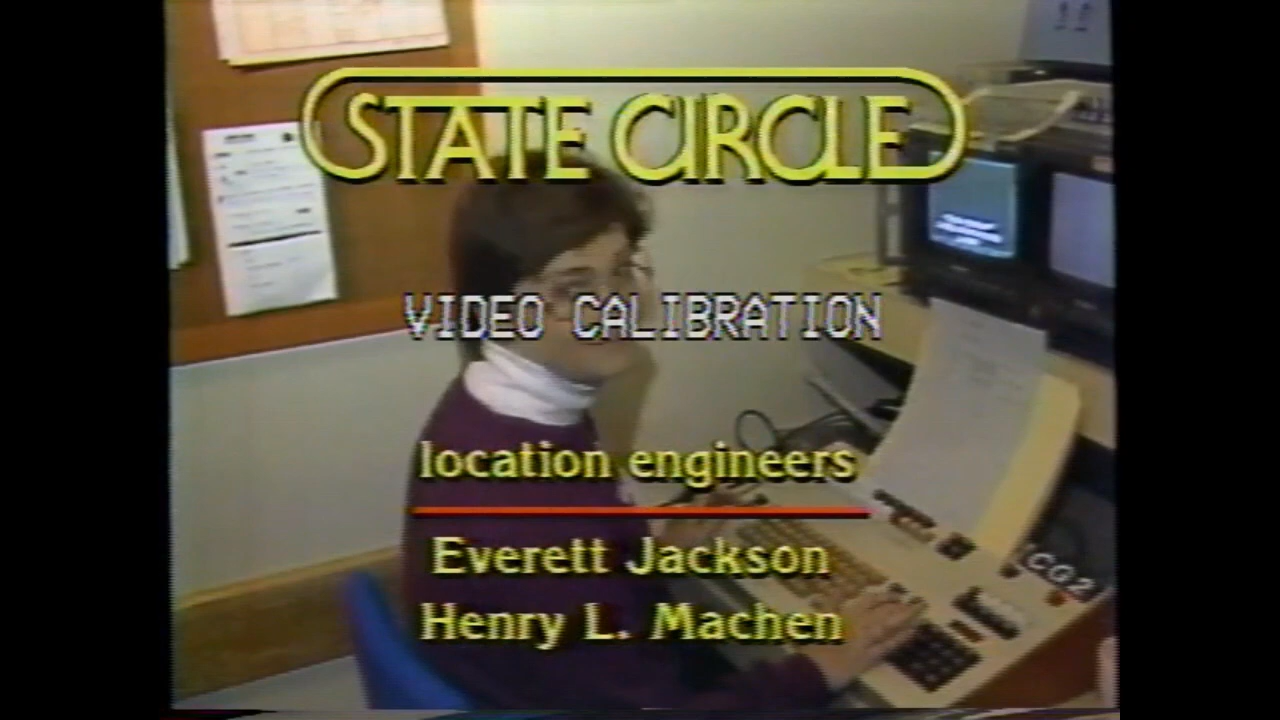 STATE CIRCLE
VIDEO CALIBRATION
location engineers
Everett Jackson
Henry L. Machen
CG2